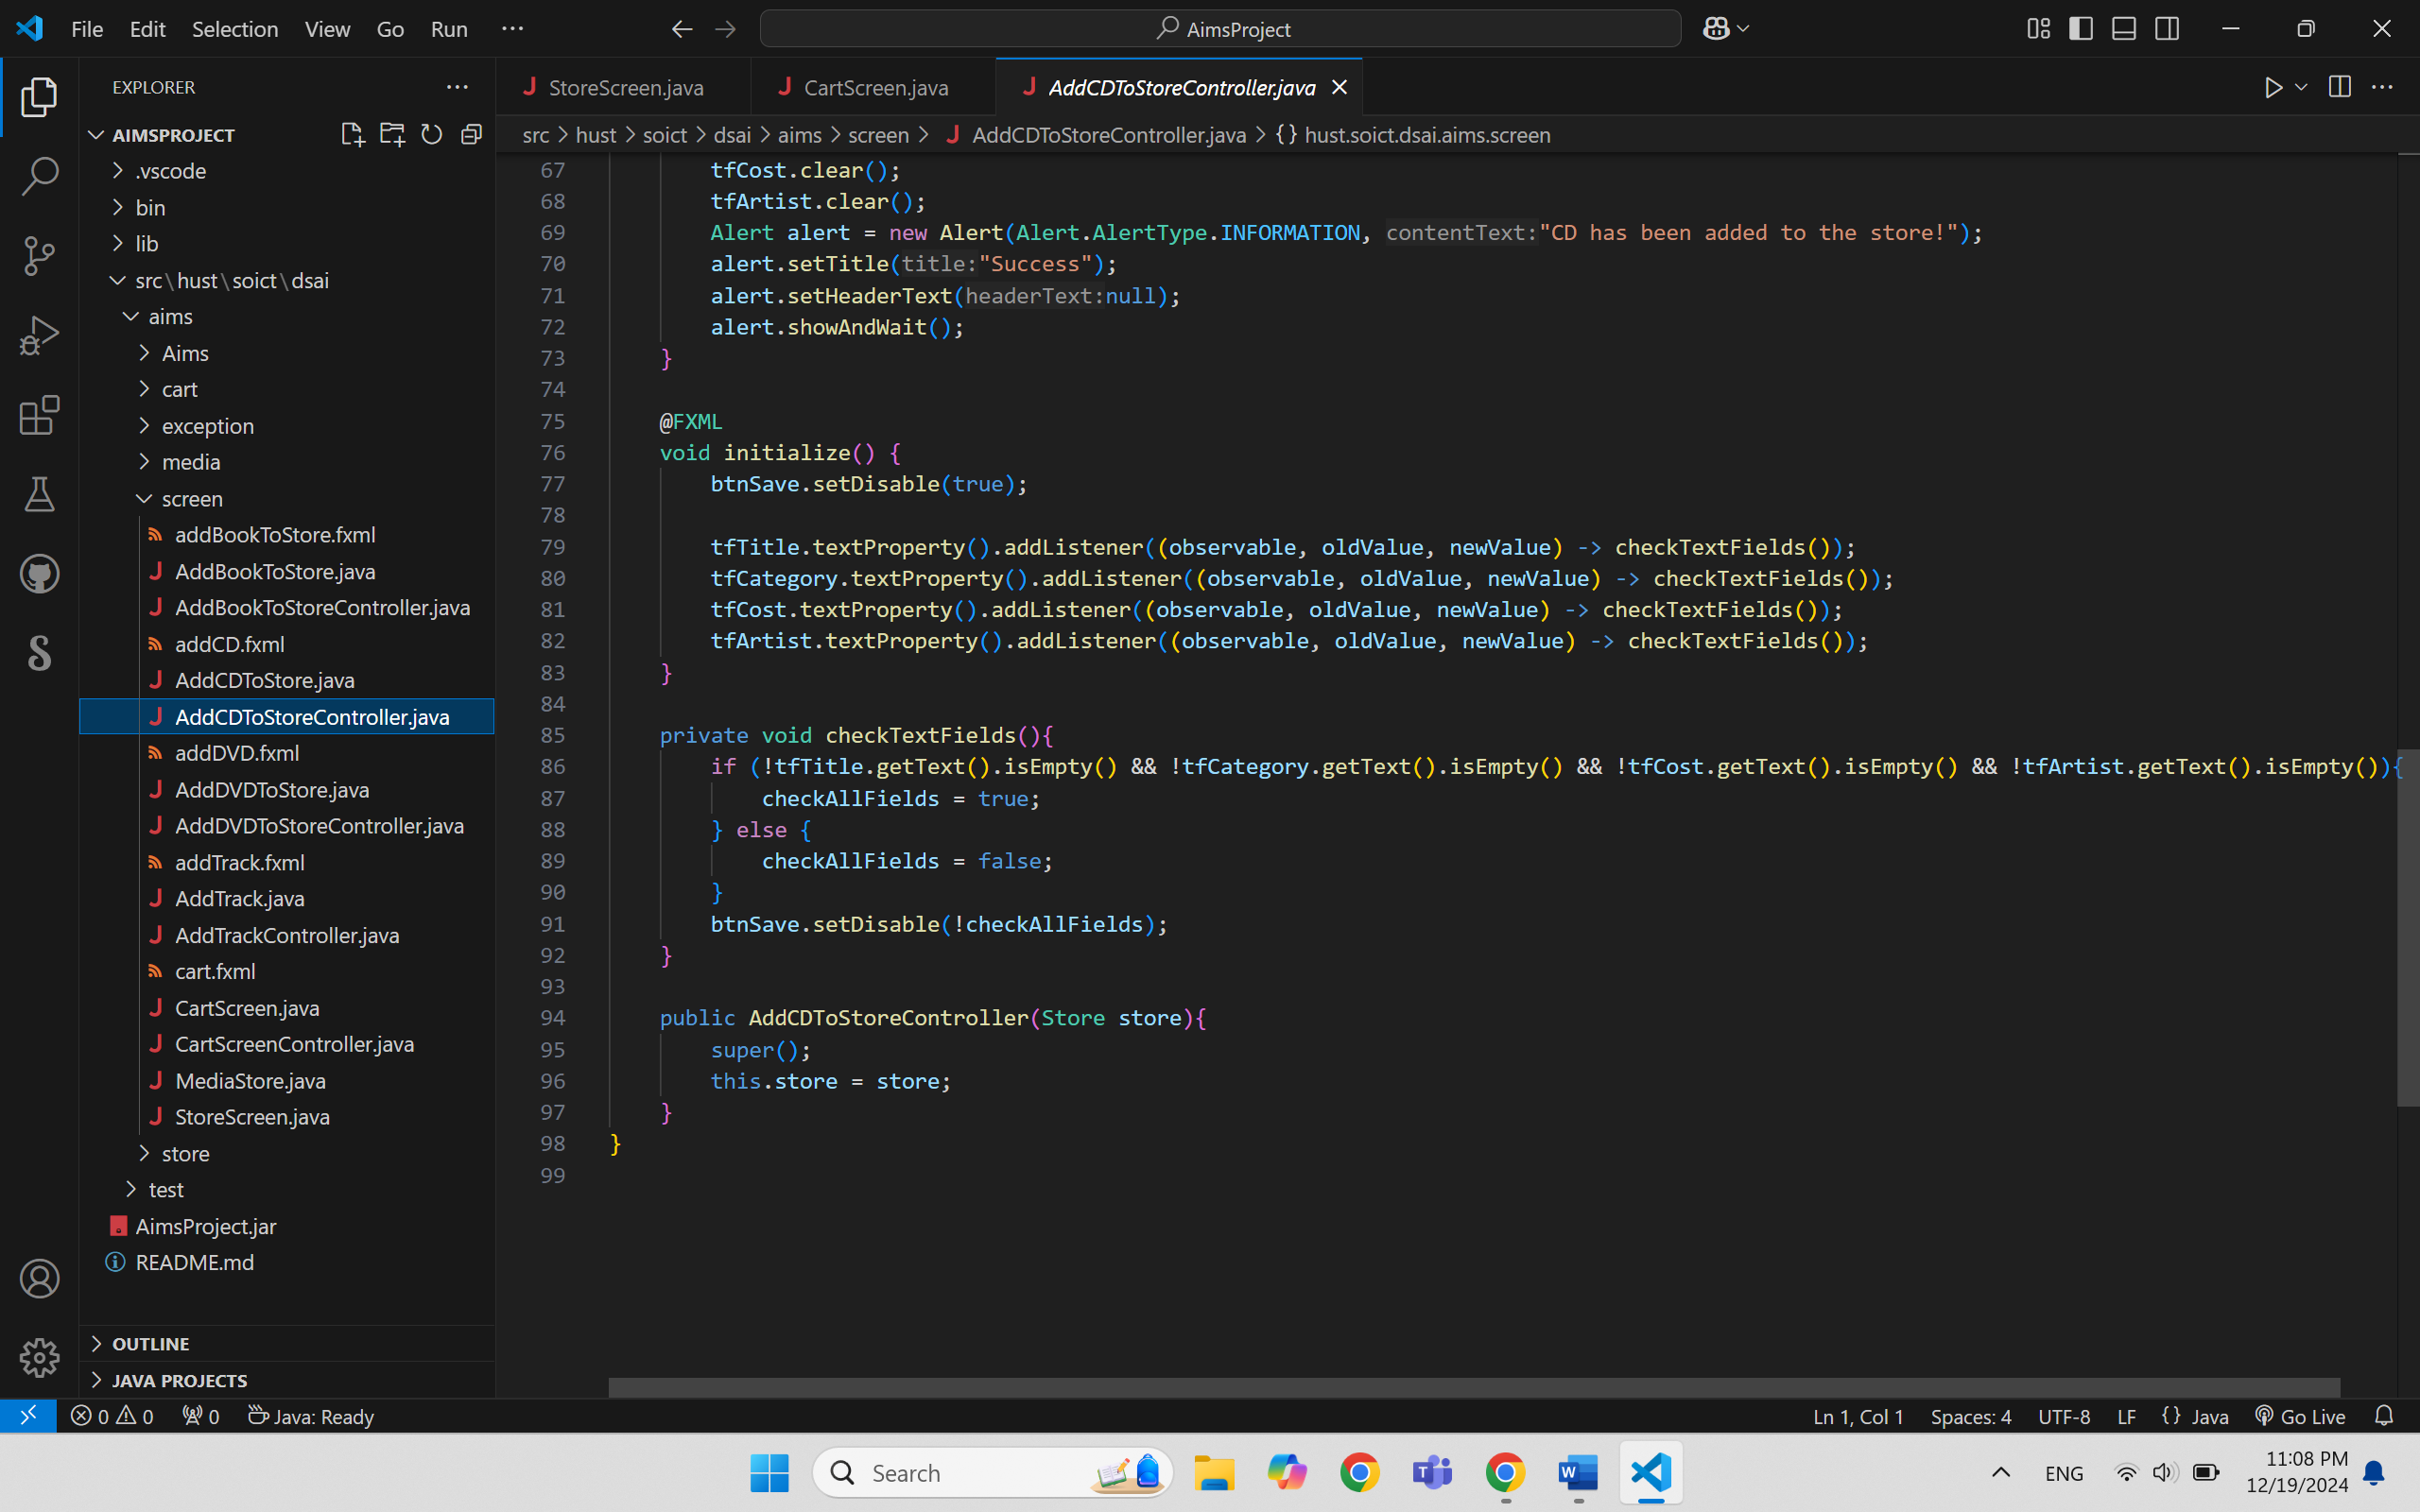 File Edit Selection View Go Run ··· AimsProject
EXPLORER ···
AIMSPROJECT
.vscode
bin
lib
src\hust\soict\dsai
aims
Aims
cart
exception
media
screen
addBookToStore.fxml
AddBookToStore.java
AddBookToStoreController.java
addCD.fxml
AddCDToStore.java
AddCDToStoreController.java
addDVD.fxml
AddDVDToStore.java
AddDVDToStoreController.java
addTrack.fxml
AddTrack.java
AddTrackController.java
cart.fxml
CartScreen.java
CartScreenController.java
MediaStore.java
StoreScreen.java
store
test
AimsProject.jar
README.md
OUTLINE
JAVA PROJECTS
StoreScreen.java CartScreen.java AddCDToStoreController.java
src > hust > soict > dsai > aims > screen > AddCDToStoreController.java > {} hust.soict.dsai.aims.screen
67 tfCost.clear();
68 tfArtist.clear();
69 Alert alert = new Alert(Alert.AlertType.INFORMATION, contentText:"CD has been added to the store!");
70 alert.setTitle(title:"Success");
71 alert.setHeaderText(headerText:null);
72 alert.showAndWait();
73 }
74
75 @FXML
76 void initialize() {
77 btnSave.setDisable(true);
78
79 tfTitle.textProperty().addListener((observable, oldValue, newValue) -> checkTextFields());
80 tfCategory.textProperty().addListener((observable, oldValue, newValue) -> checkTextFields());
81 tfCost.textProperty().addListener((observable, oldValue, newValue) -> checkTextFields());
82 tfArtist.textProperty().addListener((observable, oldValue, newValue) -> checkTextFields());
83 }
84
85 private void checkTextFields(){
86 if (!tfTitle.getText().isEmpty() && !tfCategory.getText().isEmpty() && !tfCost.getText().isEmpty() && !tfArtist.getText().isEmpty()){
87 checkAllFields = true;
88 } else {
89 checkAllFields = false;
90 }
91 btnSave.setDisable(!checkAllFields);
92 }
93
94 public AddCDToStoreController(Store store){
95 super();
96 this.store = store;
97 }
98 }
99
0 0 0 Java: Ready Ln 1, Col 1 Spaces: 4 UTF-8 LF {} Java Go Live
Search ENG 11:08 PM
12/19/2024